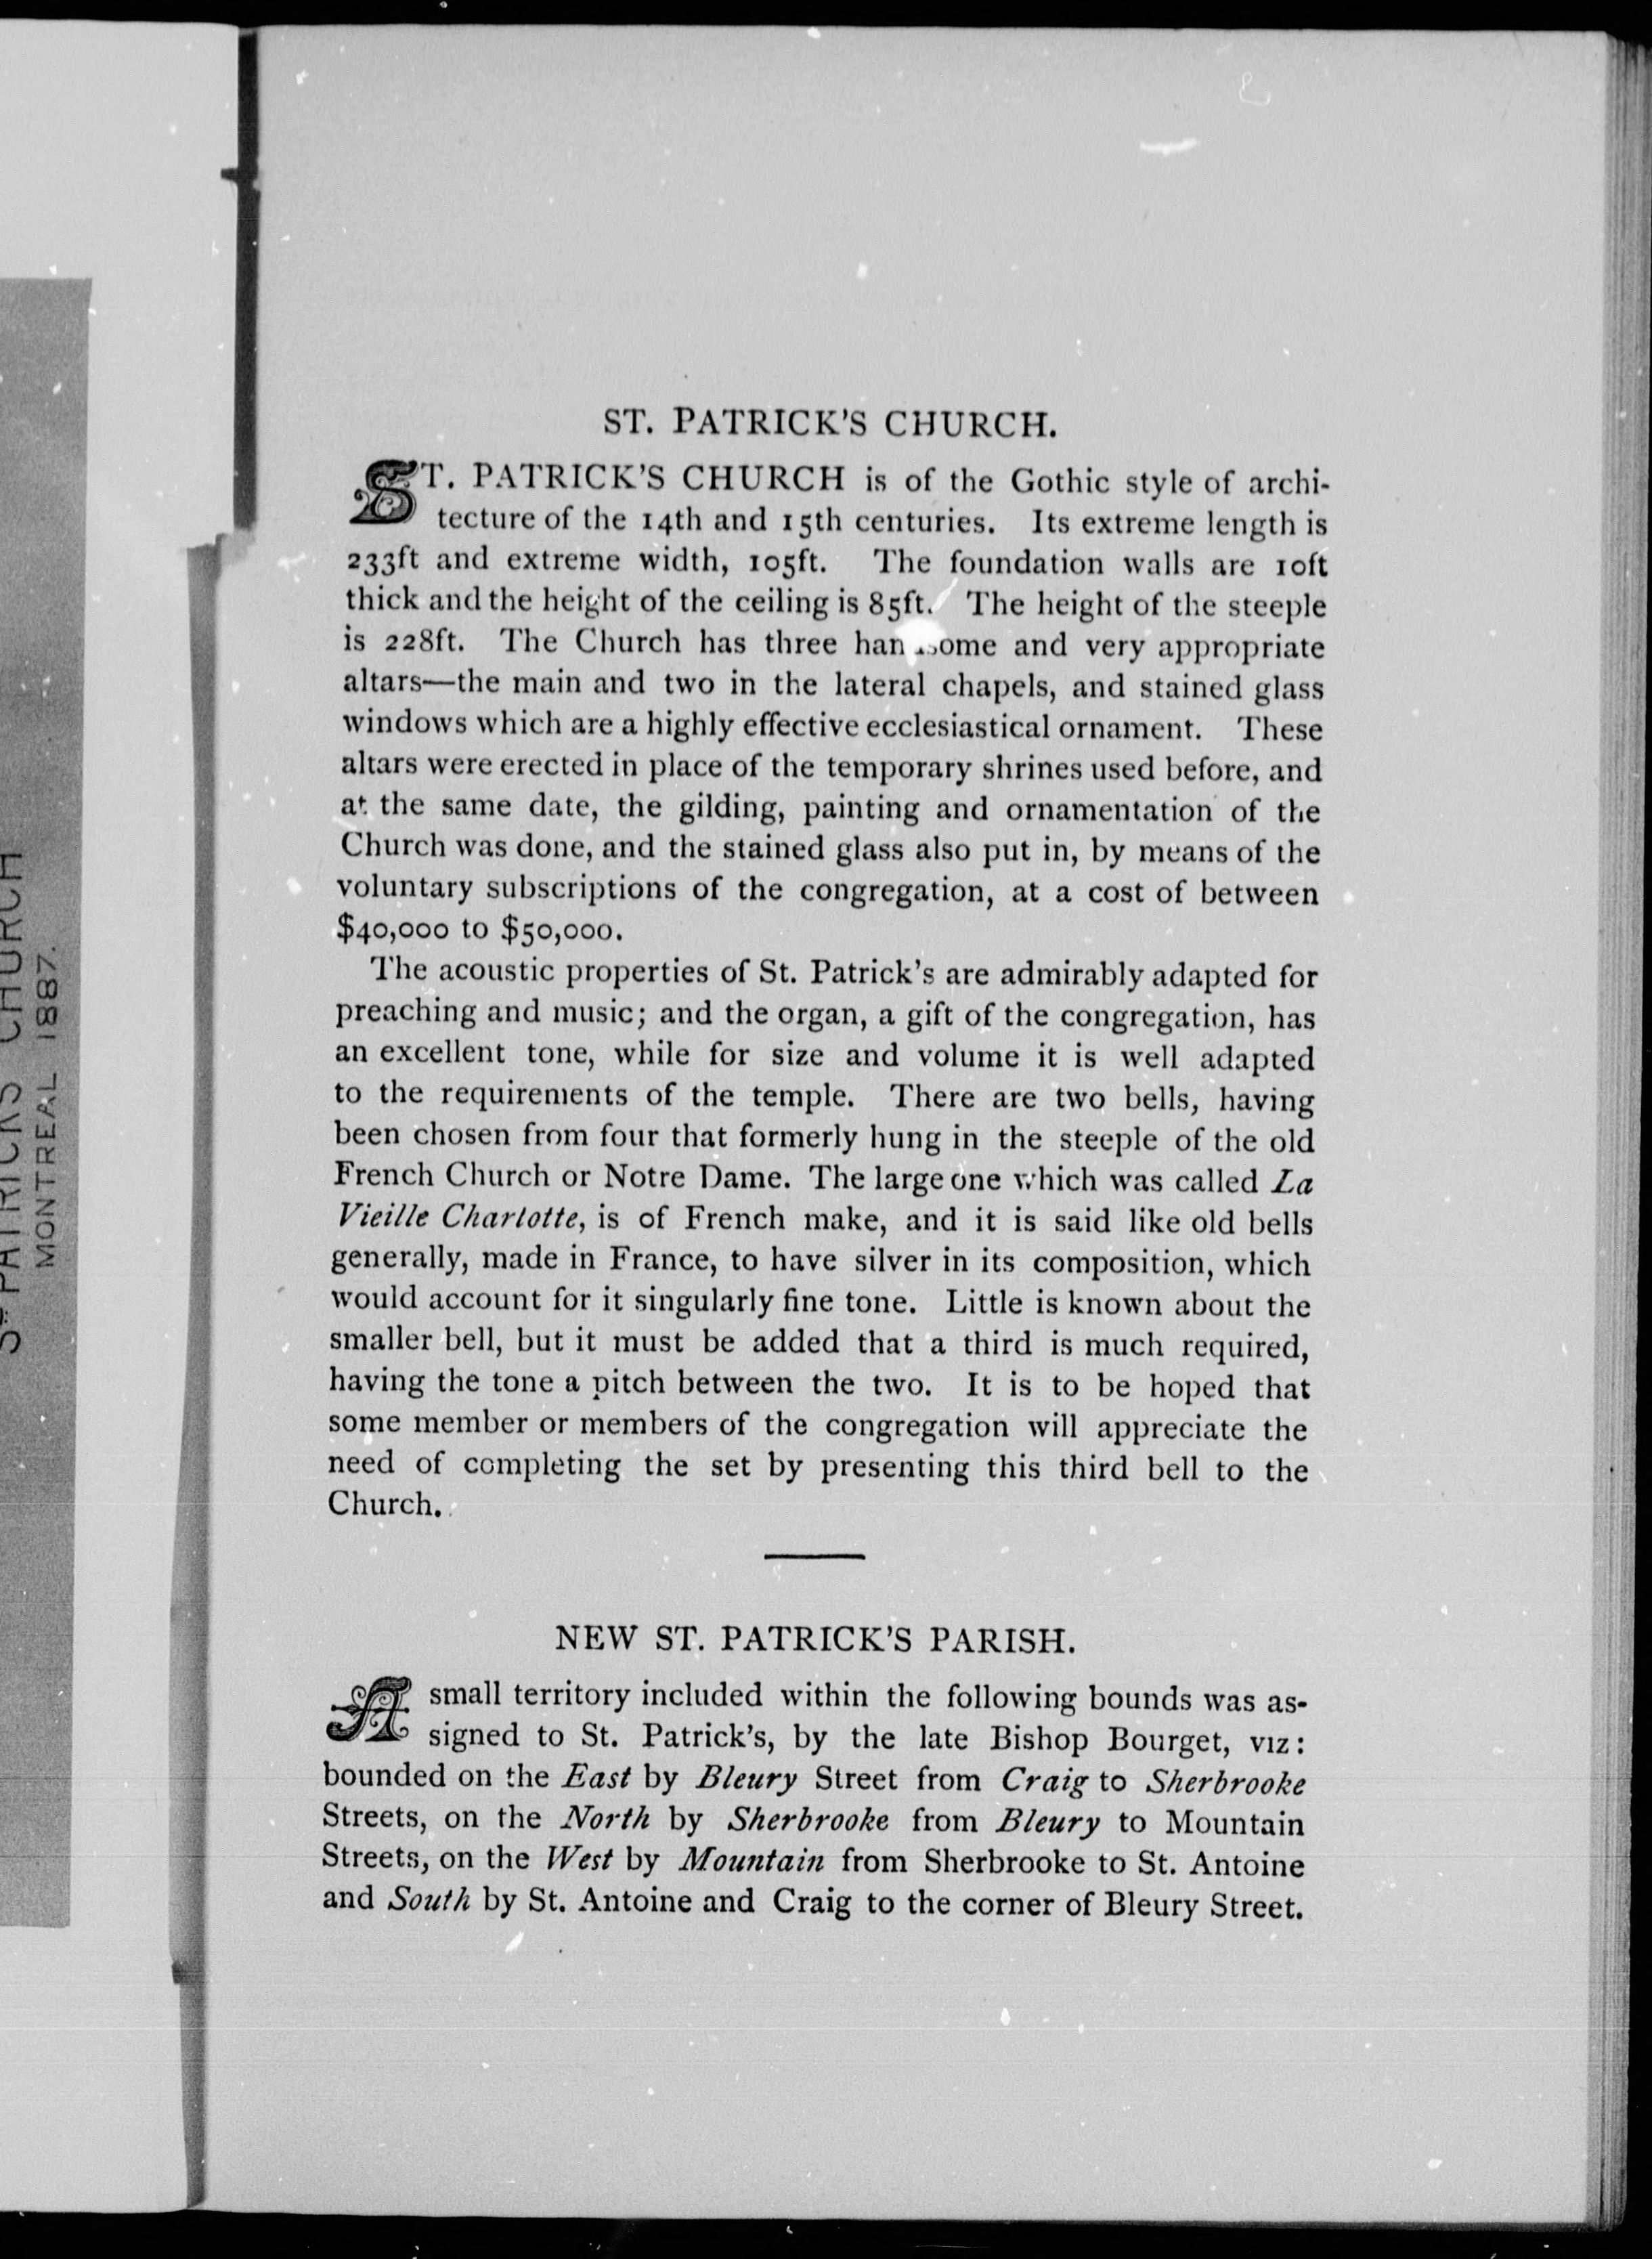 ST. PATRICK'S CHURCH.
ST. PATRICK'S CHURCH is of the Gothic style of archi-
tecture of the 14th and 15th centuries. Its extreme length is
233ft and extreme width, 105ft. The foundation walls are 10ft
thick and the height of the ceiling is 85ft. The height of the steeple
is 228ft. The Church has three handsome and very appropriate
altars—the main and two in the lateral chapels, and stained glass
windows which are a highly effective ecclesiastical ornament. These
altars were erected in place of the temporary shrines used before, and
at the same date, the gilding, painting and ornamentation of the
Church was done, and the stained glass also put in, by means of the
voluntary subscriptions of the congregation, at a cost of between
$40,000 to $50,000.
The acoustic properties of St. Patrick's are admirably adapted for
preaching and music; and the organ, a gift of the congregation, has
an excellent tone, while for size and volume it is well adapted
to the requirements of the temple. There are two bells, having
been chosen from four that formerly hung in the steeple of the old
French Church or Notre Dame. The large one which was called La
Vieille Charlotte, is of French make, and it is said like old bells
generally, made in France, to have silver in its composition, which
would account for it singularly fine tone. Little is known about the
smaller bell, but it must be added that a third is much required,
having the tone a pitch between the two. It is to be hoped that
some member or members of the congregation will appreciate the
need of completing the set by presenting this third bell to the
Church.
NEW ST. PATRICK'S PARISH.
A small territory included within the following bounds was as-
signed to St. Patrick's, by the late Bishop Bourget, viz:
bounded on the East by Bleury Street from Craig to Sherbrooke
Streets, on the North by Sherbrooke from Bleury to Mountain
Streets, on the West by Mountain from Sherbrooke to St. Antoine
and South by St. Antoine and Craig to the corner of Bleury Street.
ST PATRICKS CHURCH
MONTREAL 1887.